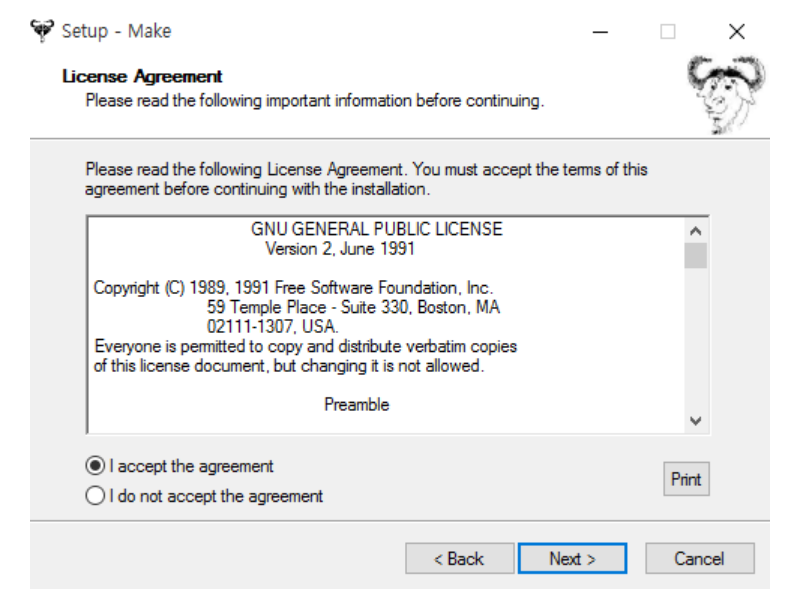 Setup - Make
License Agreement
Please read the following important information before continuing.
Please read the following License Agreement. You must accept the terms of this
agreement before continuing with the installation.
GNU GENERAL PUBLIC LICENSE
Version 2, June 1991
Copyright (C) 1989, 1991 Free Software Foundation, Inc.
59 Temple Place - Suite 330, Boston, MA
02111-1307, USA.
Everyone is permitted to copy and distribute verbatim copies
of this license document, but changing it is not allowed.
Preamble
I accept the agreement
I do not accept the agreement
Print
< Back
Next >
Cancel